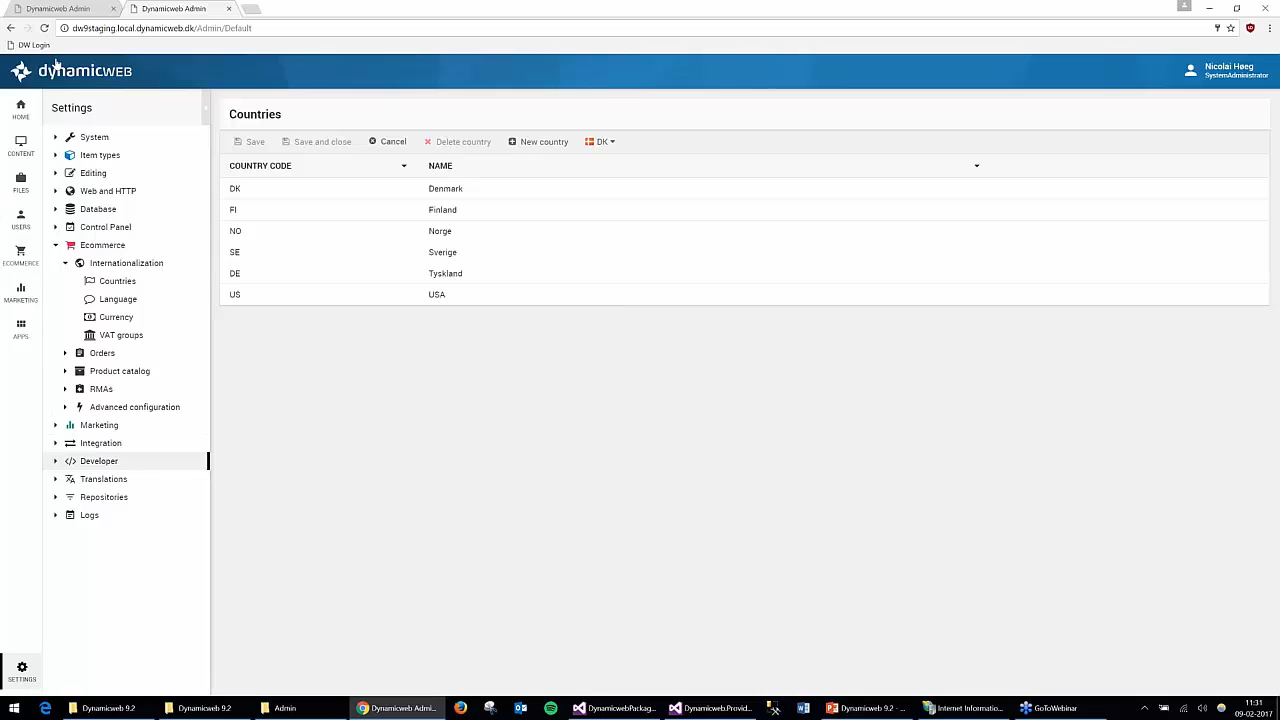 Dynamicweb Admin
Dynamicweb Admin
dw9staging.local.dynamicweb.dk/Admin/Default
DW Login
dynamicweb
Nicolai Høeg
SystemAdministrator
HOME
CONTENT
FILES
USERS
ECOMMERCE
MARKETING
APPS
SETTINGS
Settings
System
Item types
Editing
Web and HTTP
Database
Control Panel
Ecommerce
Internationalization
Countries
Language
Currency
VAT groups
Orders
Product catalog
RMAs
Advanced configuration
Marketing
Integration
Developer
Translations
Repositories
Logs
Countries
Save Save and close Cancel Delete country New country DK
COUNTRY CODE NAME
DK Denmark
FI Finland
NO Norge
SE Sverige
DE Tyskland
US USA
Dynamicweb 9.2 Dynamicweb 9.2 Admin Dynamicweb Admi... DynamicwebPackag... Dynamicweb.Provid... Dynamicweb 9.2 - ... Internet Informatio... GoToWebinar
11:31
09-02-2017